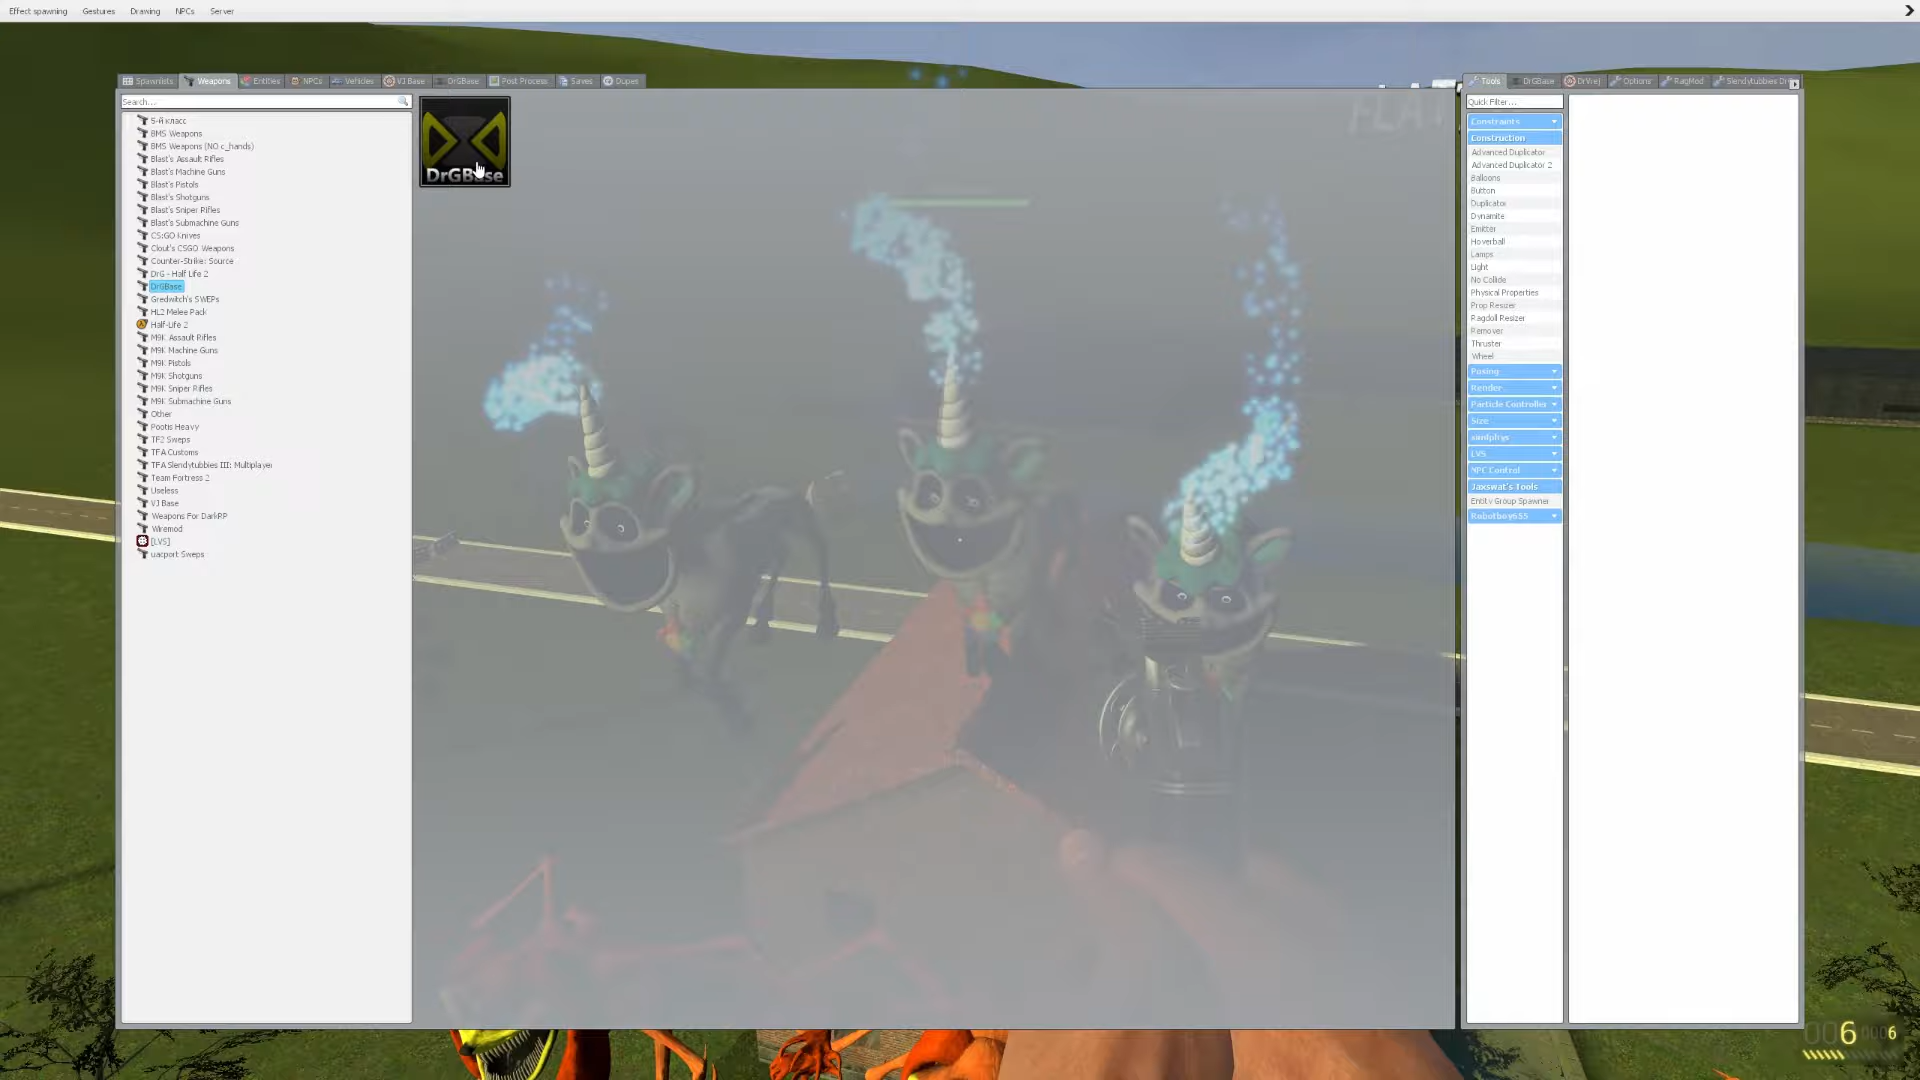 Effect spawning Gestures Drawing NPCs Server
Spawnlists Weapons Entities NPCs Vehicles VJ Base DrGBase Post Process Saves Dupes
Search...
5-й класс
BMS Weapons
BMS Weapons (NO c_hands)
Blast's Assault Rifles
Blast's Machine Guns
Blast's Pistols
Blast's Shotguns
Blast's Sniper Rifles
Blast's Submachine Guns
CS:GO Knives
Clout's CSGO Weapons
Counter-Strike: Source
DrG - Half Life 2
DrGBase
Gredwitch's SWEPs
HL2 Melee Pack
Half-Life 2
M9K Assault Rifles
M9K Machine Guns
M9K Pistols
M9K Shotguns
M9K Sniper Rifles
M9K Submachine Guns
Other
Pootis Heavy
TF2 Sweps
TFA Customs
TFA Slendytubbies III: Multiplayer
Team Fortress 2
Useless
VJ Base
Weapons For DarkRP
Wiremod
[LVS]
uacport Sweps
DrGBase
Tools DrGBase DrVrej Options RagMod Slendytubbies
Quick Filter...
Constraints
Construction
Advanced Duplicator
Advanced Duplicator 2
Balloons
Button
Duplicator
Dynamite
Emitter
Hoverball
Lamps
Light
No Collide
Physical Properties
Prop Resizer
Ragdoll Resizer
Remover
Thruster
Wheel
Posing
Render
Particle Controller
Size
LVS
NPC Control
Jaxswat's Tools
Entity Group Spawner
Robotboy655
006 0006